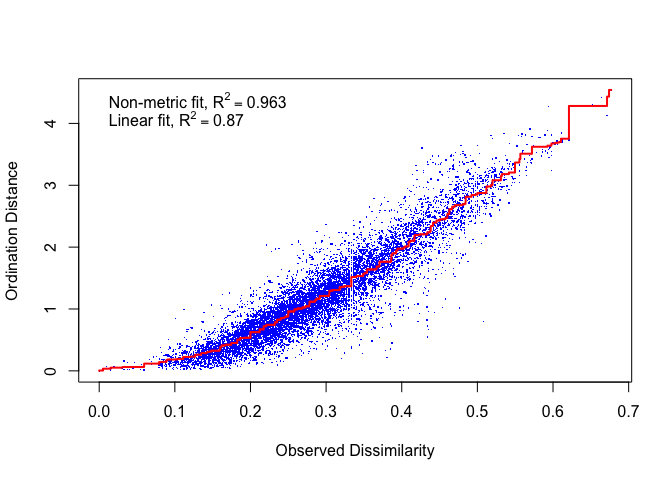 Non-metric fit, R² = 0.963
Linear fit, R² = 0.87
Ordination Distance
4
3
2
1
0
0.0 0.1 0.2 0.3 0.4 0.5 0.6 0.7
Observed Dissimilarity